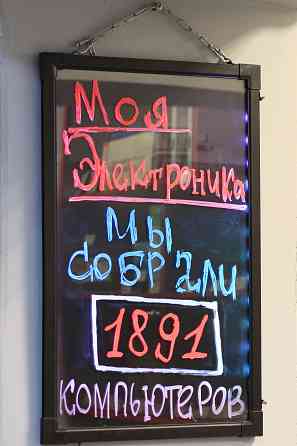 Моя
Электроника
Мы
СОБРАЛИ
1891
КОМПЬЮТЕРОВ